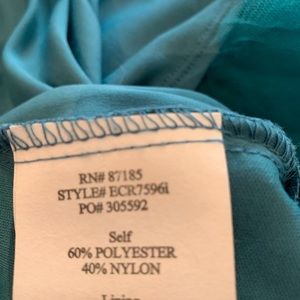 RN# 87185
STYLE# ECR7596i
PO# 305592
Self
60% POLYESTER
40% NYLON
Lining